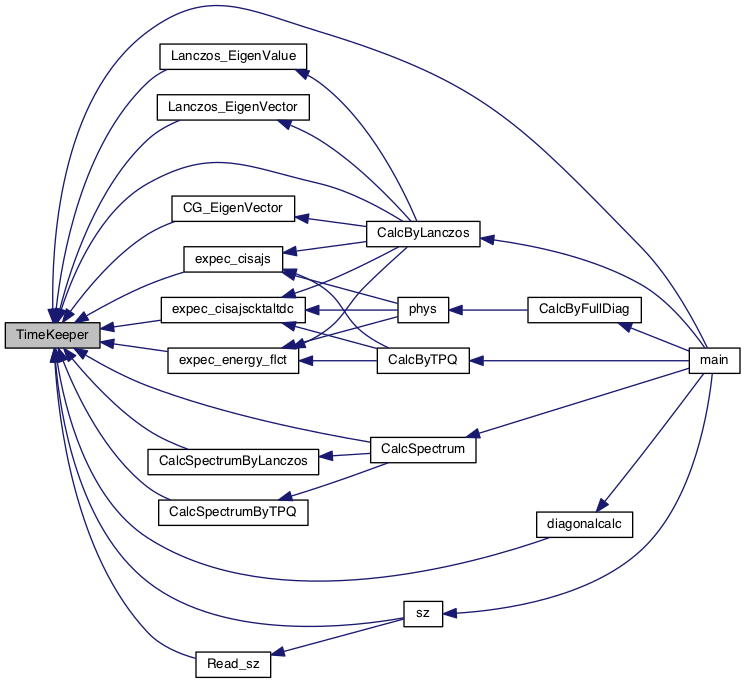 Lanczos_EigenValue
Lanczos_EigenVector
CG_EigenVector
CalcByLanczos
expec_cisajs
expec_cisajscktaltdc
phys
CalcByFullDiag
TimeKeeper
expec_energy_flct
CalcByTPQ
main
CalcSpectrumByLanczos
CalcSpectrum
CalcSpectrumByTPQ
diagonalcalc
sz
Read_sz